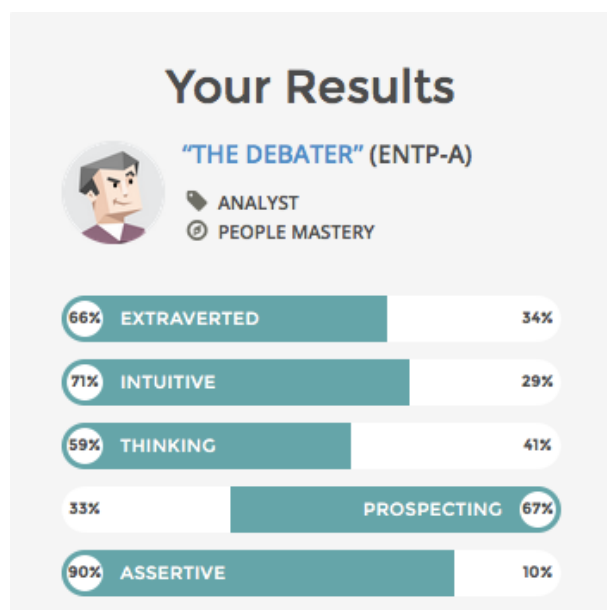 Your Results
“THE DEBATER” (ENTP-A)
ANALYST
PEOPLE MASTERY
66% EXTRAVERTED 34%
71% INTUITIVE 29%
59% THINKING 41%
33% PROSPECTING 67%
90% ASSERTIVE 10%